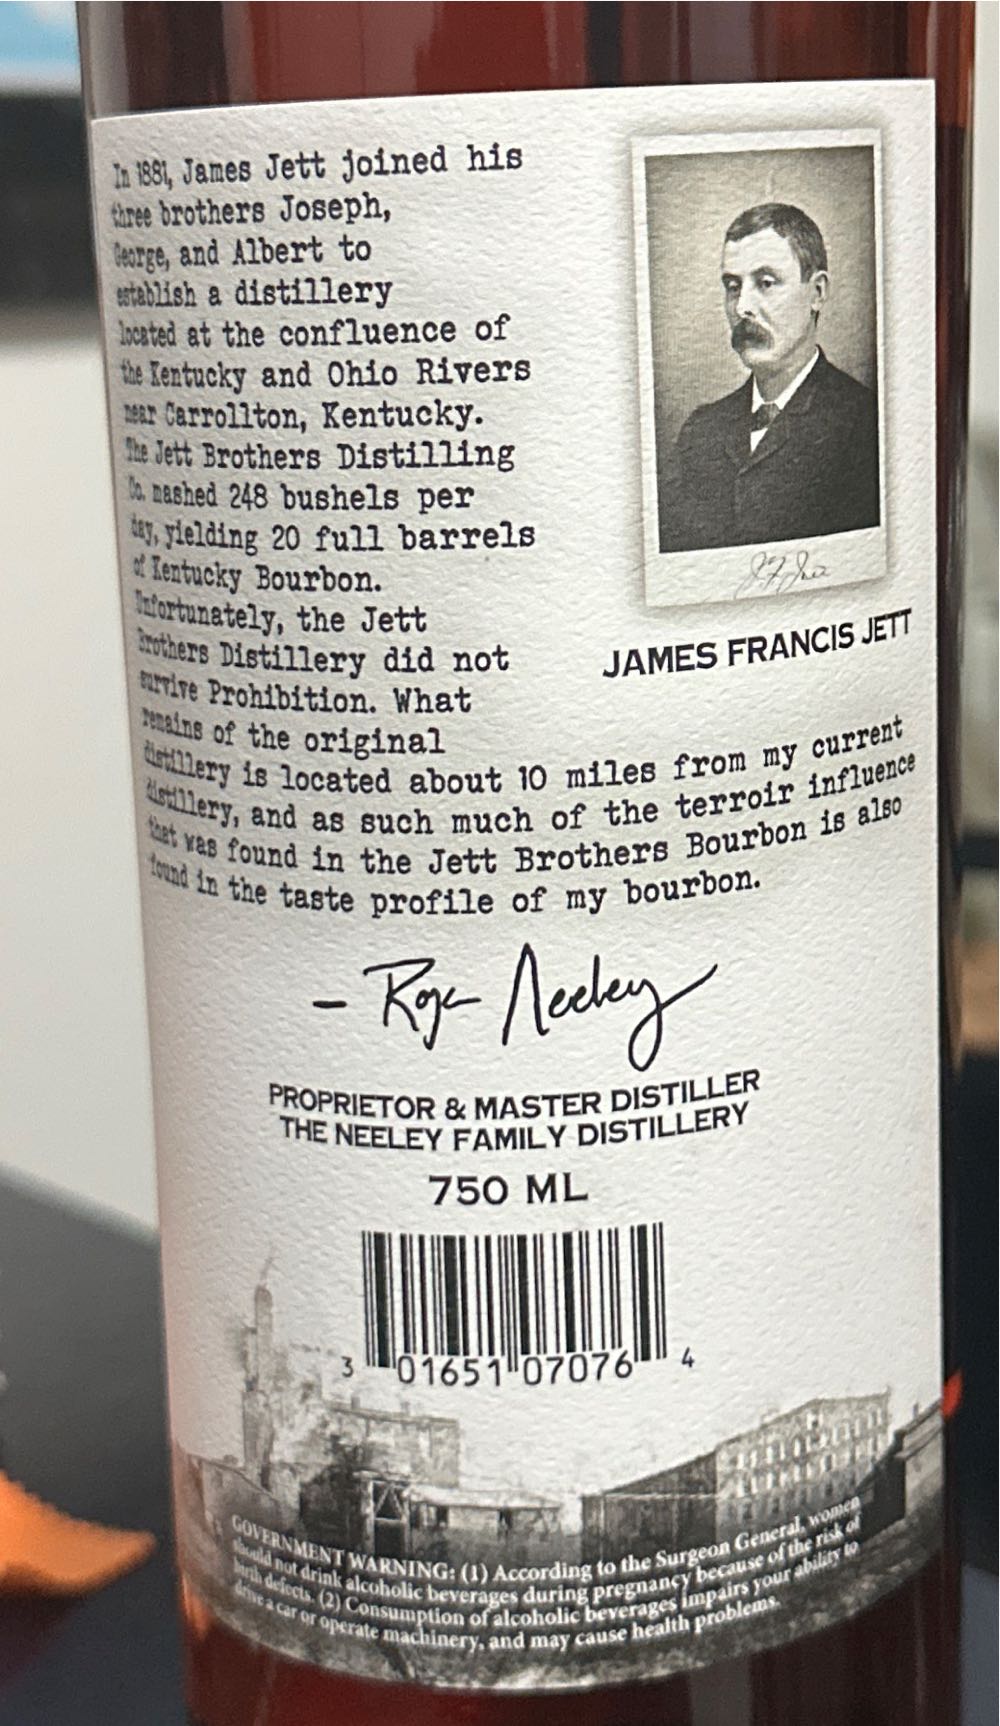 In 1881, James Jett joined his
three brothers Joseph,
George, and Albert to
establish a distillery
located at the confluence of
the Kentucky and Ohio Rivers
near Carrollton, Kentucky.
The Jett Brothers Distilling
Co. mashed 248 bushels per
day, yielding 20 full barrels
of Kentucky Bourbon.
Unfortunately, the Jett
Brothers Distillery did not
survive Prohibition. What
remains of the original
distillery is located about 10 miles from my current
distillery, and as such much of the terroir influence
that was found in the Jett Brothers Bourbon is also
found in the taste profile of my bourbon.
JAMES FRANCIS JETT
– Roye Neeley
PROPRIETOR & MASTER DISTILLER
THE NEELEY FAMILY DISTILLERY
750 ML
3 01651 07076 4
GOVERNMENT WARNING: (1) According to the Surgeon General, women
should not drink alcoholic beverages during pregnancy because of the risk of
birth defects. (2) Consumption of alcoholic beverages impairs your ability to
drive a car or operate machinery, and may cause health problems.